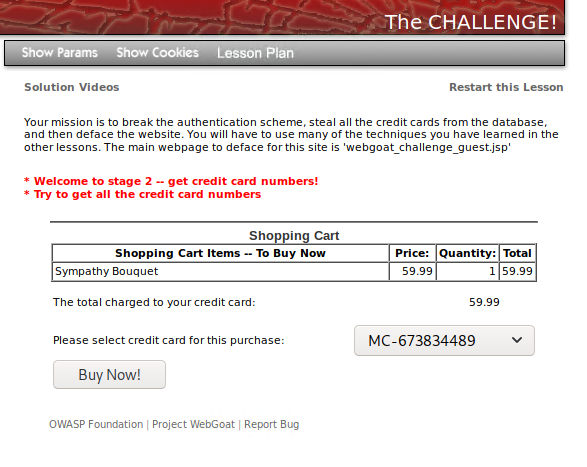 The CHALLENGE!
Show Params Show Cookies Lesson Plan
Solution Videos Restart this Lesson
Your mission is to break the authentication scheme, steal all the credit cards from the database,
and then deface the website. You will have to use many of the techniques you have learned in the
other lessons. The main webpage to deface for this site is 'webgoat_challenge_guest.jsp'
* Welcome to stage 2 -- get credit card numbers!
* Try to get all the credit card numbers
Shopping Cart
Shopping Cart Items -- To Buy Now Price: Quantity: Total
Sympathy Bouquet 59.99 1 59.99
The total charged to your credit card: 59.99
Please select credit card for this purchase: MC-673834489
Buy Now!
OWASP Foundation | Project WebGoat | Report Bug